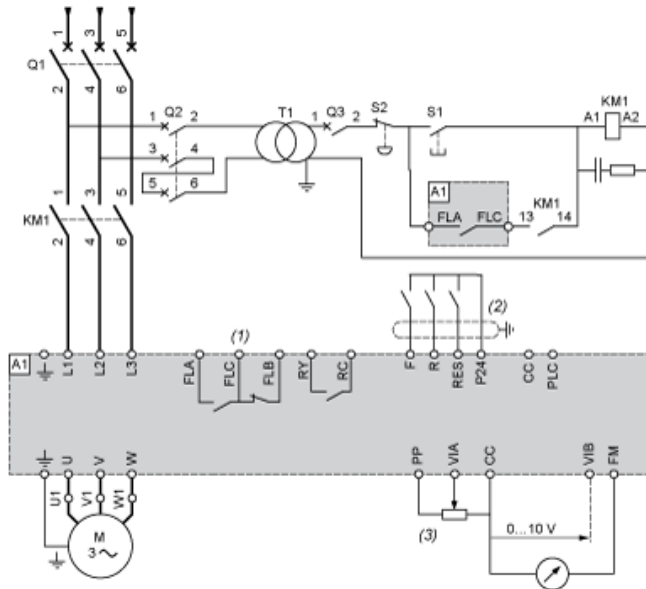 1 3 5
Q1
2 4 6
1 Q2 2
3 4
5 6
T1
1 Q3 2
S2
S1
KM1
A1 A2
A1
FLA FLC
KM1
13 14
1 3 5
KM1
2 4 6
(1)
(2)
A1
L1 L2 L3
FLA FLC FLB RY RC
F R RES P24 CC PLC
U V W
PP VIA CC VIB FM
U1 V1 W1
M
3
(3)
0...10 V